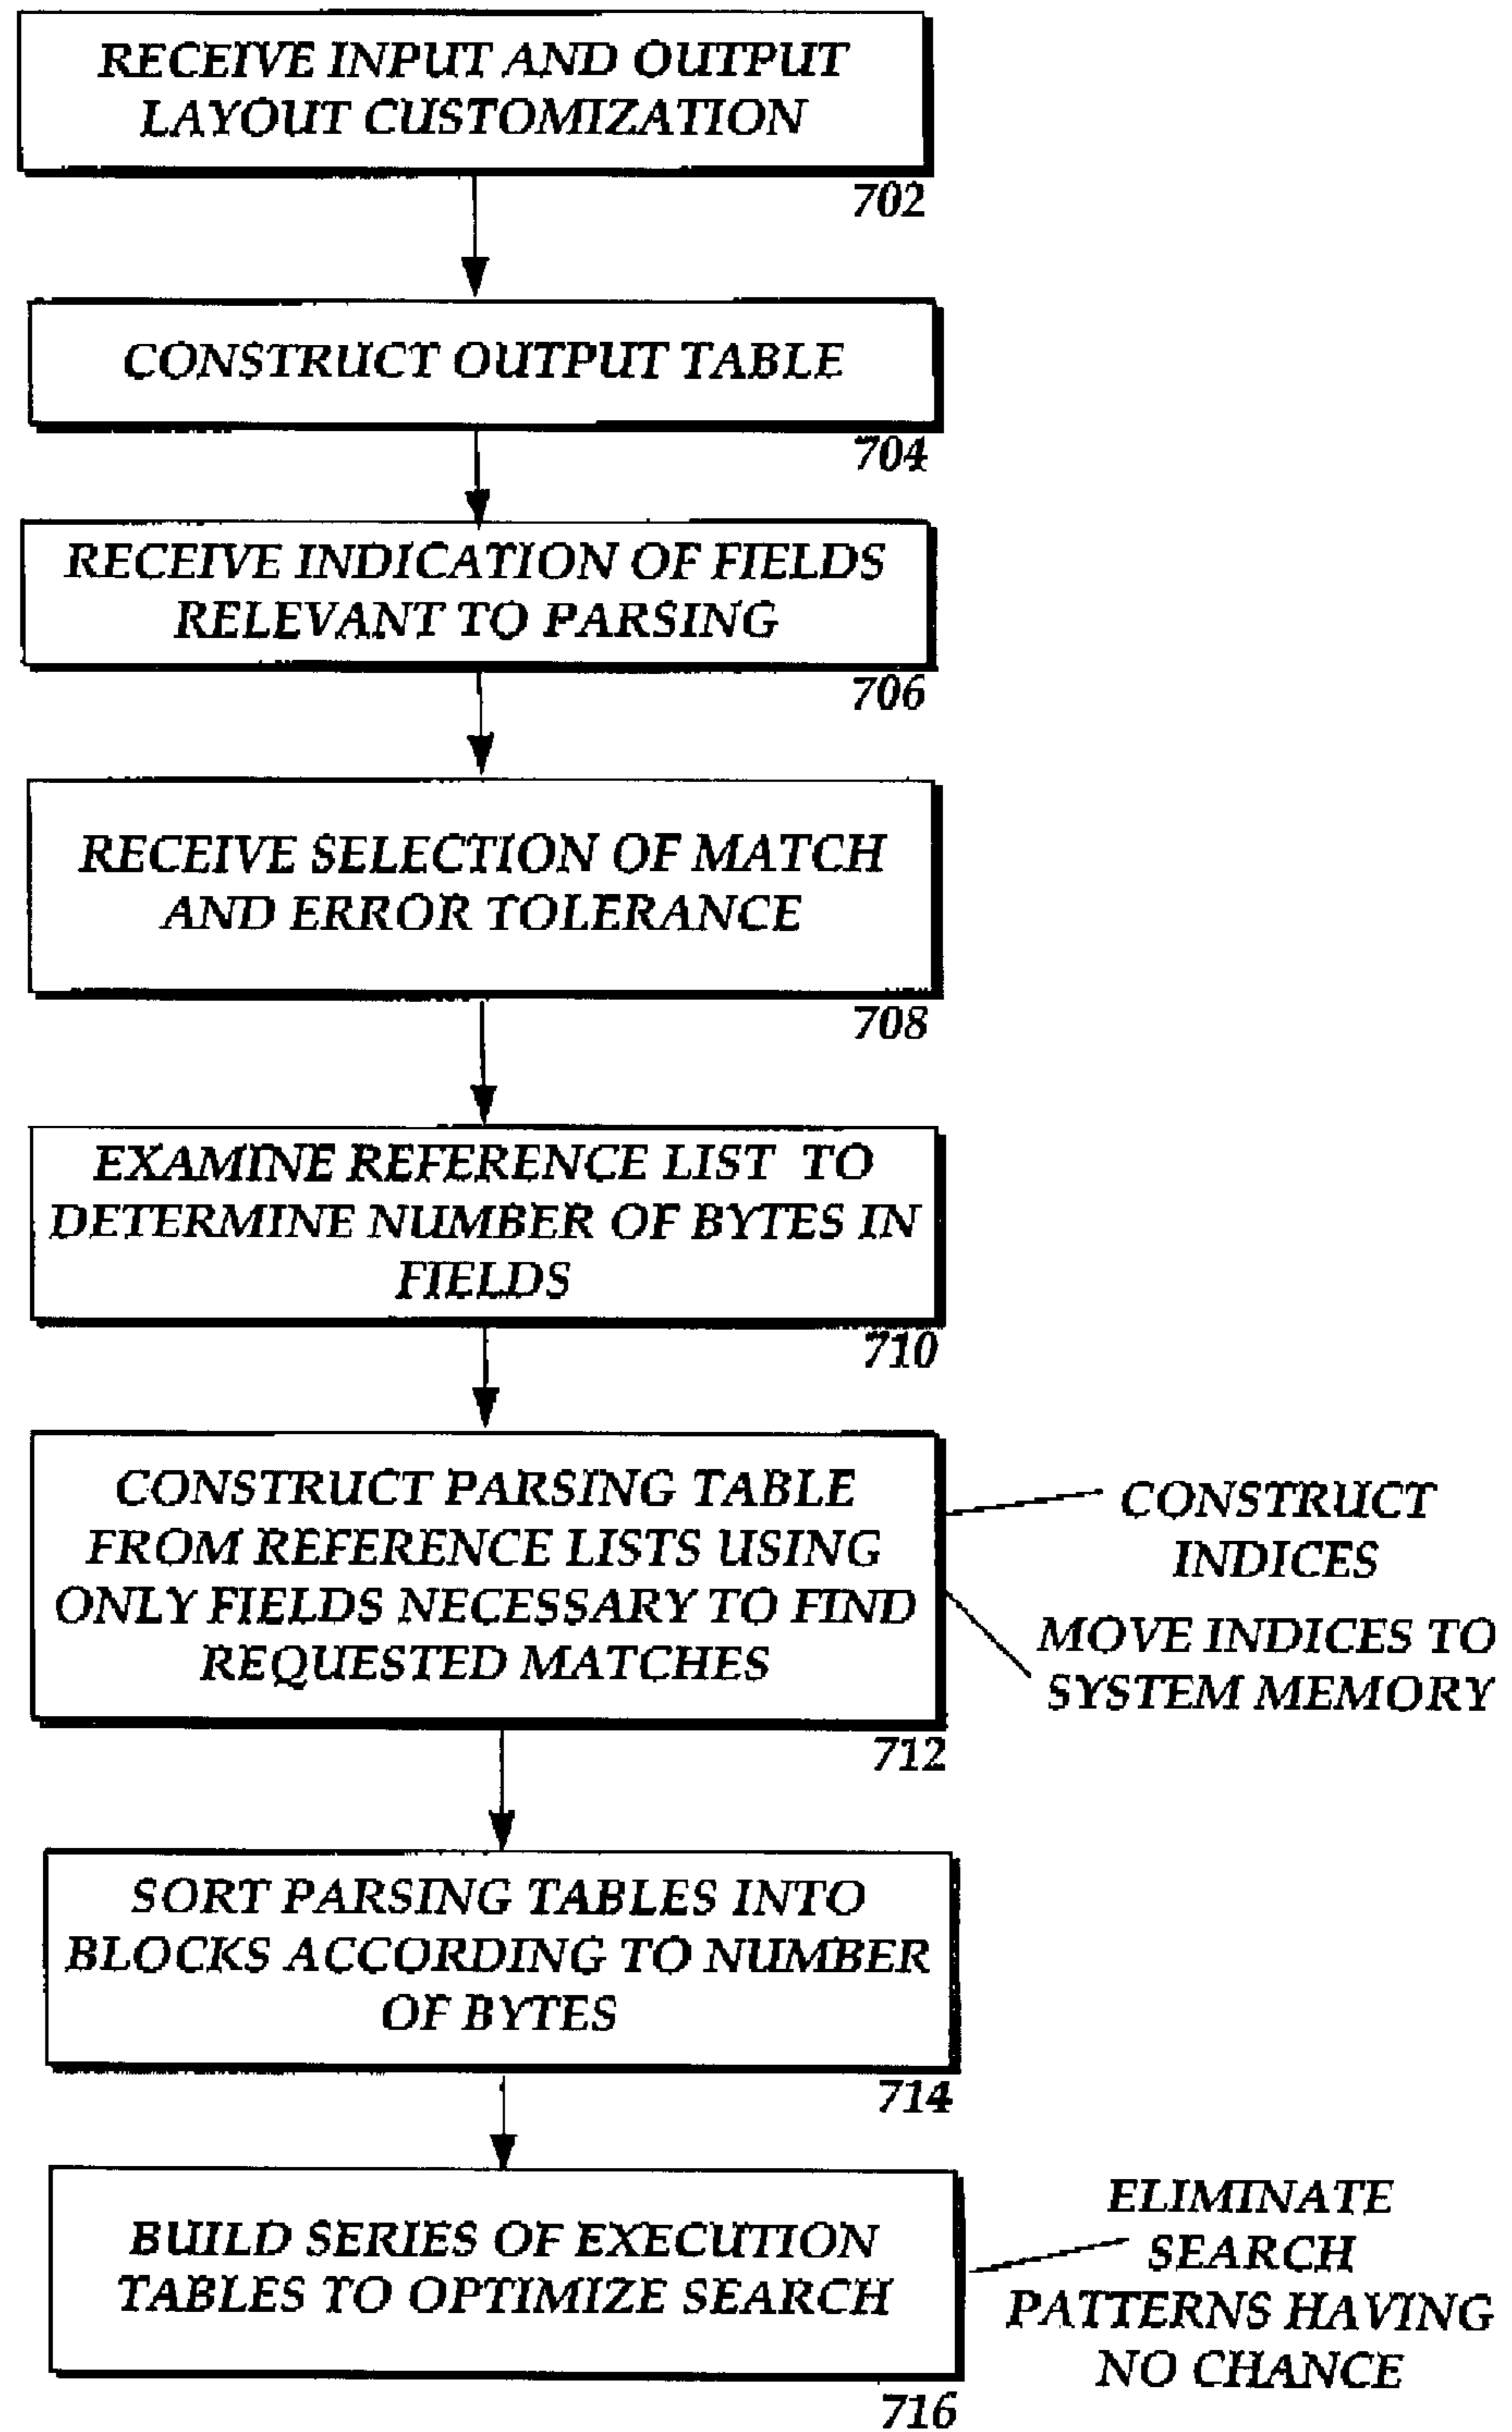 RECEIVE INPUT AND OUTPUT
LAYOUT CUSTOMIZATION
702
CONSTRUCT OUTPUT TABLE
704
RECEIVE INDICATION OF FIELDS
RELEVANT TO PARSING
706
RECEIVE SELECTION OF MATCH
AND ERROR TOLERANCE
708
EXAMINE REFERENCE LIST TO
DETERMINE NUMBER OF BYTES IN
FIELDS
710
CONSTRUCT PARSING TABLE
FROM REFERENCE LISTS USING
ONLY FIELDS NECESSARY TO FIND
REQUESTED MATCHES
712
CONSTRUCT
INDICES
MOVE INDICES TO
SYSTEM MEMORY
SORT PARSING TABLES INTO
BLOCKS ACCORDING TO NUMBER
OF BYTES
714
BUILD SERIES OF EXECUTION
TABLES TO OPTIMIZE SEARCH
716
ELIMINATE
SEARCH
PATTERNS HAVING
NO CHANCE